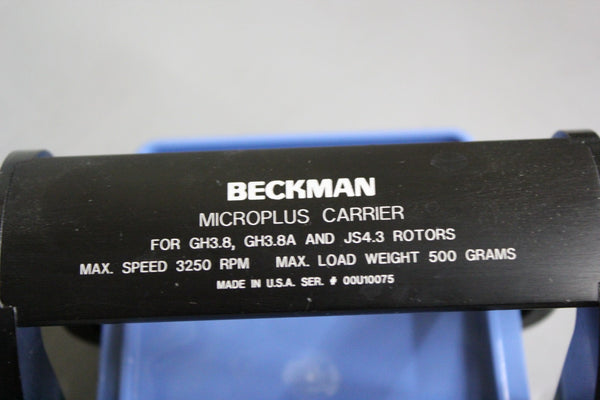 BECKMAN
MICROPLUS CARRIER
FOR GH3.8, GH3.8A AND JS4.3 ROTORS
MAX. SPEED 3250 RPM MAX. LOAD WEIGHT 500 GRAMS
MADE IN U.S.A. SER. # 00U10075